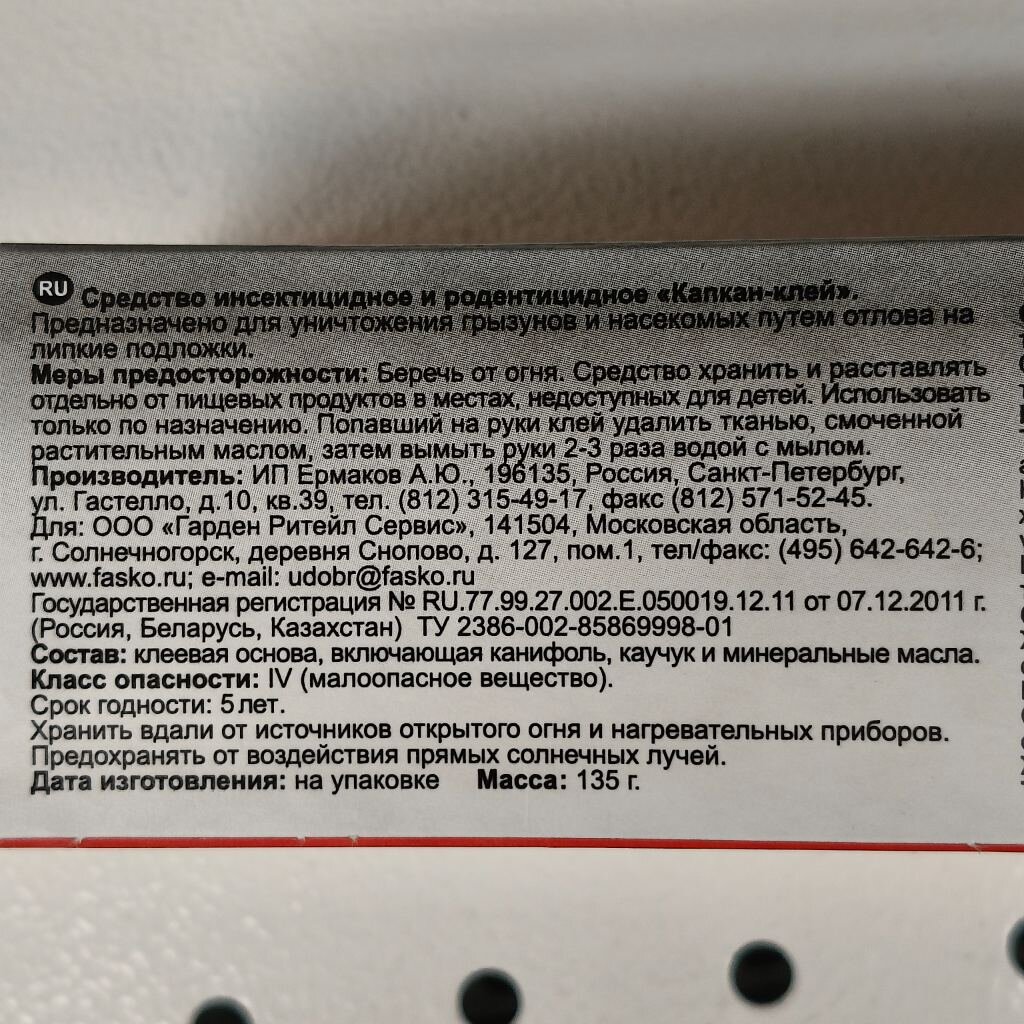 RU Средство инсектицидное и родентицидное «Капкан-клей».
Предназначено для уничтожения грызунов и насекомых путем отлова на
липкие подложки.
Меры предосторожности: Беречь от огня. Средство хранить и расставлять
отдельно от пищевых продуктов в местах, недоступных для детей. Использовать
только по назначению. Попавший на руки клей удалить тканью, смоченной
растительным маслом, затем вымыть руки 2-3 раза водой с мылом.
Производитель: ИП Ермаков А.Ю., 196135, Россия, Санкт-Петербург,
ул. Гастелло, д.10, кв.39, тел. (812) 315-49-17, факс (812) 571-52-45.
Для: ООО «Гарден Ритейл Сервис», 141504, Московская область,
г. Солнечногорск, деревня Снопово, д. 127, пом.1, тел/факс: (495) 642-642-6;
www.fasko.ru; e-mail: udobr@fasko.ru
Государственная регистрация № RU.77.99.27.002.E.050019.12.11 от 07.12.2011 г.
(Россия, Беларусь, Казахстан) ТУ 2386-002-85869998-01
Состав: клеевая основа, включающая канифоль, каучук и минеральные масла.
Класс опасности: IV (малоопасное вещество).
Срок годности: 5 лет.
Хранить вдали от источников открытого огня и нагревательных приборов.
Предохранять от воздействия прямых солнечных лучей.
Дата изготовления: на упаковке Масса: 135 г.